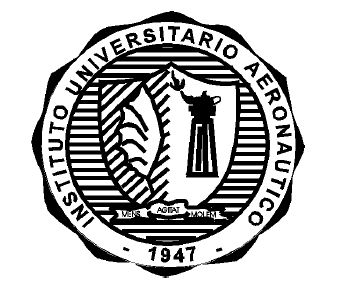 INSTITUTO UNIVERSITARIO AERONAUTICO
MENS AGITAT MOLEM
- 1947 -